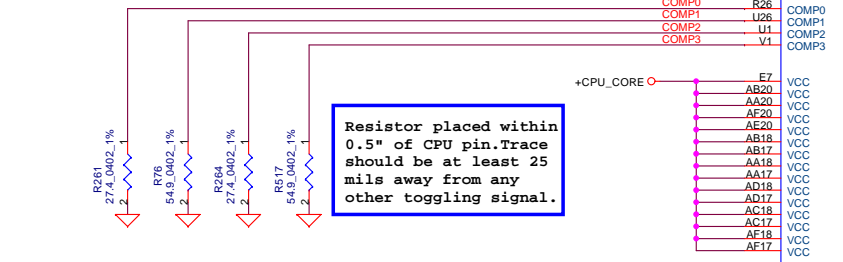 COMP0 R26 COMP0
COMP1 U26 COMP1
COMP2 U1 COMP2
COMP3 V1 COMP3
+CPU_CORE E7 VCC
AB20 VCC
AA20 VCC
AF20 VCC
AE20 VCC
AB18 VCC
AB17 VCC
AA18 VCC
AA17 VCC
AD18 VCC
AD17 VCC
AC18 VCC
AC17 VCC
AF18 VCC
AF17 VCC
R261
27.4_0402_1%
1
2
R76
54.9_0402_1%
1
2
R264
27.4_0402_1%
1
2
R517
54.9_0402_1%
1
2
Resistor placed within
0.5" of CPU pin.Trace
should be at least 25
mils away from any
other toggling signal.